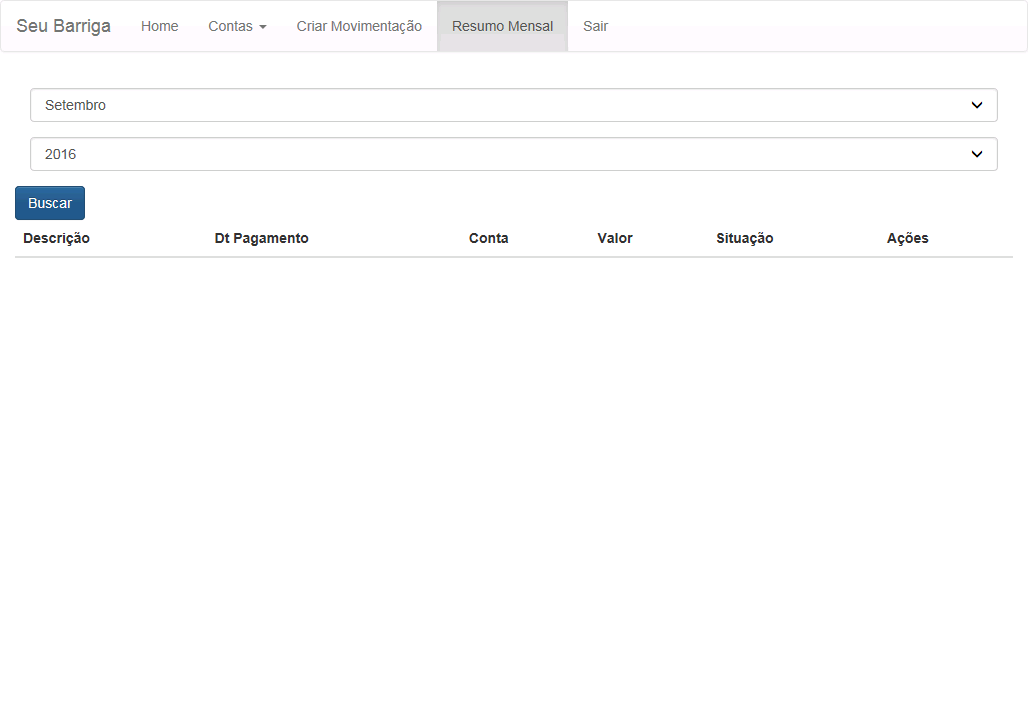 Seu Barriga Home Contas Criar Movimentação Resumo Mensal Sair
Setembro
2016
Buscar
Descrição Dt Pagamento Conta Valor Situação Ações